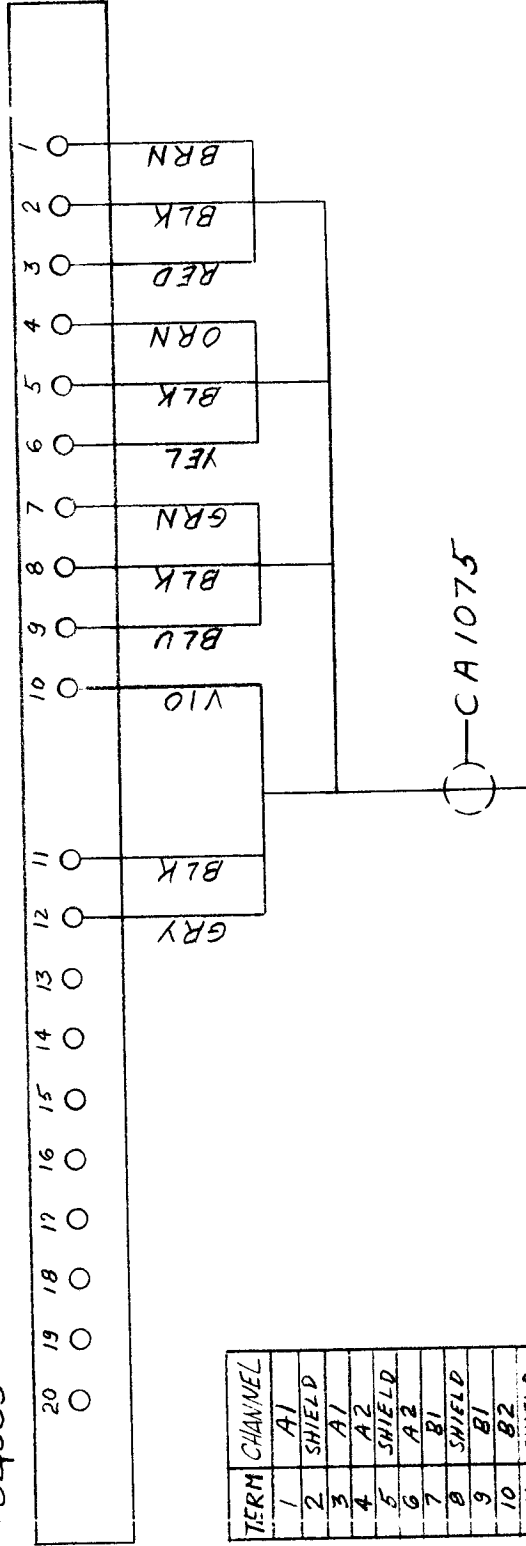 1 2 3 4 5 6 7 8 9 10 11 12 13 14 15 16 17 18 19 20
BRN
BLK
RED
ORN
BLK
YEL
GRN
BLK
BLU
VIO
BLK
GRY
CA 1075
TERM CHANNEL
1 A1
2 SHIELD
3 A1
4 A2
5 SHIELD
6 A2
7 B1
8 SHIELD
9 B1
10 B2